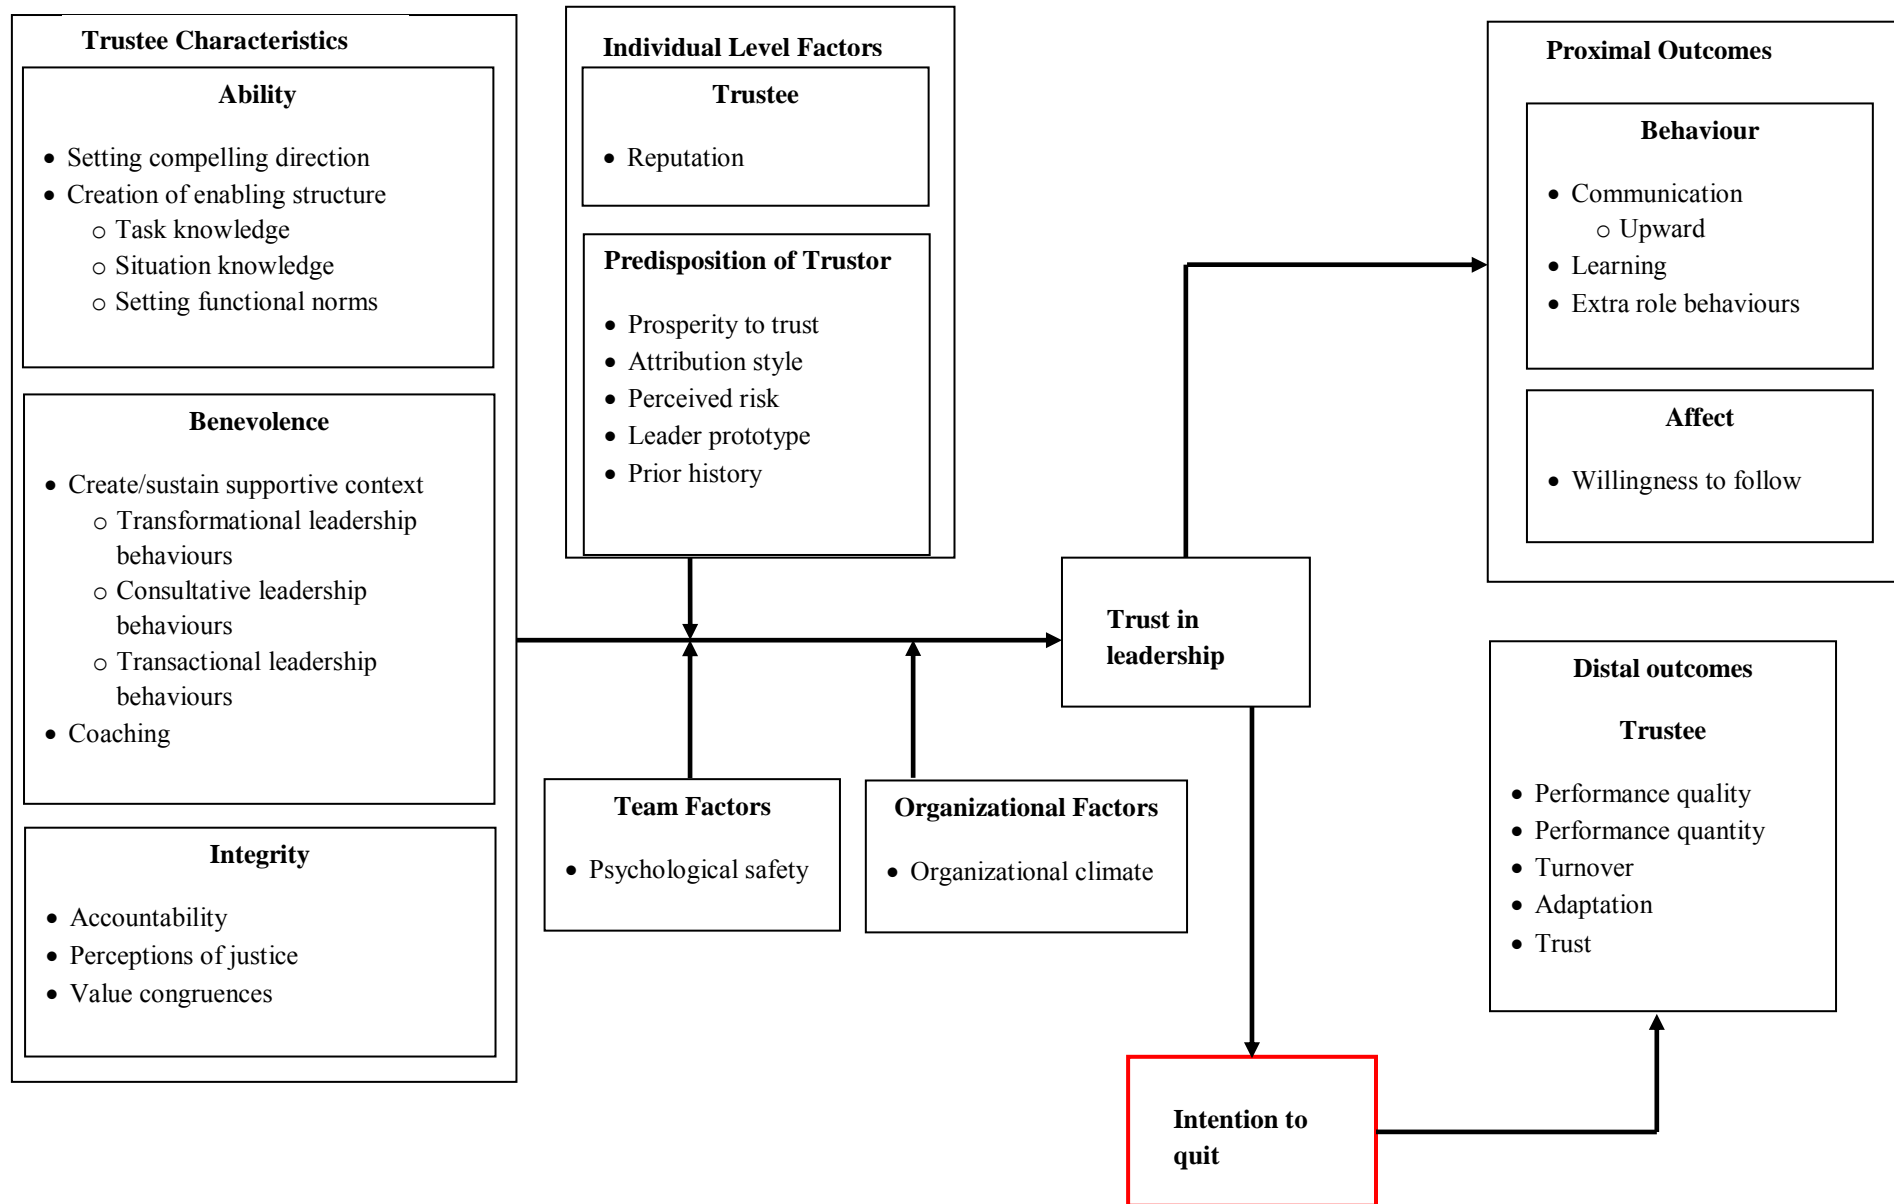 Trustee Characteristics
Ability
• Setting compelling direction
• Creation of enabling structure
o Task knowledge
o Situation knowledge
o Setting functional norms
Benevolence
• Create/sustain supportive context
o Transformational leadership
behaviours
o Consultative leadership
behaviours
o Transactional leadership
behaviours
• Coaching
Integrity
• Accountability
• Perceptions of justice
• Value congruences
Individual Level Factors
Trustee
• Reputation
Predisposition of Trustor
• Prosperity to trust
• Attribution style
• Perceived risk
• Leader prototype
• Prior history
Team Factors
• Psychological safety
Organizational Factors
• Organizational climate
Trust in
leadership
Proximal Outcomes
Behaviour
• Communication
o Upward
• Learning
• Extra role behaviours
Affect
• Willingness to follow
Distal outcomes
Trustee
• Performance quality
• Performance quantity
• Turnover
• Adaptation
• Trust
Intention to
quit